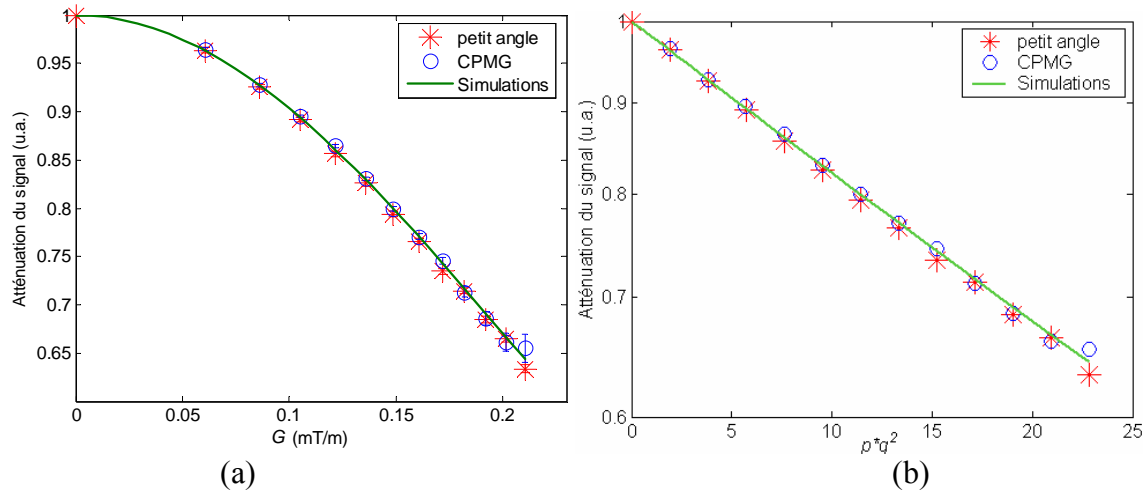 1
0.95
0.9
0.85
0.8
0.75
0.7
0.65
Atténuation du signal (u.a.)
0 0.05 0.1 0.15 0.2
G (mT/m)
petit angle
CPMG
Simulations
(a)
1
0.9
0.8
0.7
0.6
Atténuation du signal (u.a.)
0 5 10 15 20 25
p*q²
petit angle
CPMG
Simulations
(b)